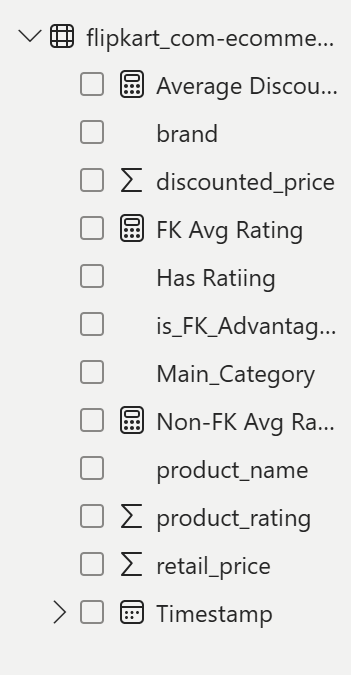 flipkart_com-ecomme...
Average Discou...
brand
discounted_price
FK Avg Rating
Has Ratiing
is_FK_Advantag...
Main_Category
Non-FK Avg Ra...
product_name
product_rating
retail_price
Timestamp